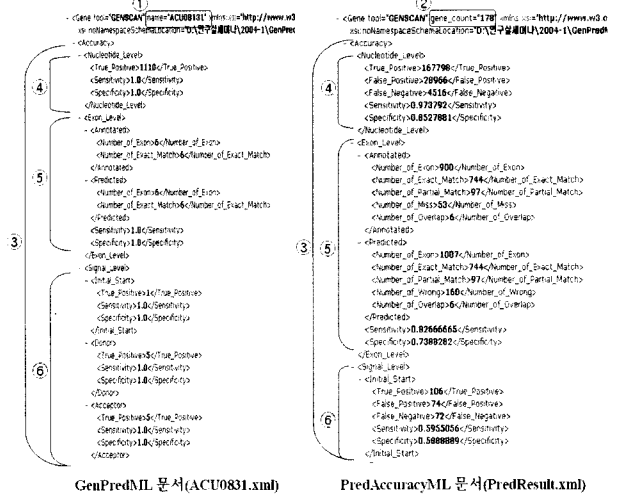 ①
- <Gene tool="GENSCAN" name="ACU08131" xmlns:xsi="http://www.w3
xsi:noNamespaceSchemaLocation="D:\연구실세미나\2004-1\GenPred
- <Accuracy>
- <Nucleotide_Level>
<True_Positive>1110</True_Positive>
<Sensitivity>1.0</Sensitivity>
<Specificity>1.0</Specificity>
</Nucleotide_Level>
④
- <Exon_Level>
- <Annotated>
<Number_of_Exon>6</Number_of_Exon>
<Number_of_Exact_Match>6</Number_of_Exact_Match>
</Annotated>
- <Predicted>
<Number_of_Exon>6</Number_of_Exon>
<Number_of_Exact_Match>6</Number_of_Exact_Match>
</Predicted>
<Sensitivity>1.0</Sensitivity>
<Specificity>1.0</Specificity>
</Exon_Level>
⑤
③
- <Signal_Level>
- <Initial_Start>
<True_Positive>1</True_Positive>
<Sensitivity>1.0</Sensitivity>
<Specificity>1.0</Specificity>
</Initial_Start>
- <Donor>
<True_Positive>5</True_Positive>
<Sensitivity>1.0</Sensitivity>
<Specificity>1.0</Specificity>
</Donor>
- <Acceptor>
<True_Positive>5</True_Positive>
<Sensitivity>1.0</Sensitivity>
<Specificity>1.0</Specificity>
</Acceptor>
⑥
GenPredML 문서(ACU0831.xml)
②
- <Gene tool="GENSCAN" gene_count="178" xmlns:xsi="http://www.w3.o
xsi:noNamespaceSchemaLocation="D:\연구실세미나\2004-1\GenPredM
- <Accuracy>
- <Nucleotide_Level>
<True_Positive>167798</True_Positive>
<False_Positive>28966</False_Positive>
<False_Negative>4516</False_Negative>
<Sensitivity>0.973792</Sensitivity>
<Specificity>0.8527881</Specificity>
</Nucleotide_Level>
④
- <Exon_Level>
- <Annotated>
<Number_of_Exon>900</Number_of_Exon>
<Number_of_Exact_Match>744</Number_of_Exact_Match>
<Number_of_Partial_Match>97</Number_of_Partial_Match>
<Number_of_Miss>53</Number_of_Miss>
<Number_of_Overlap>6</Number_of_Overlap>
</Annotated>
- <Predicted>
<Number_of_Exon>1007</Number_of_Exon>
<Number_of_Exact_Match>744</Number_of_Exact_Match>
<Number_of_Partial_Match>97</Number_of_Partial_Match>
<Number_of_Wrong>160</Number_of_Wrong>
<Number_of_Overlap>6</Number_of_Overlap>
</Predicted>
<Sensitivity>0.82666665</Sensitivity>
<Specificity>0.7388282</Specificity>
</Exon_Level>
③
⑤
- <Signal_Level>
- <Initial_Start>
<True_Positive>106</True_Positive>
<False_Positive>74</False_Positive>
<False_Negative>72</False_Negative>
<Sensitivity>0.5955056</Sensitivity>
<Specificity>0.5888889</Specificity>
</Initial_Start>
⑥
PredAccuracyML 문서(PredResult.xml)